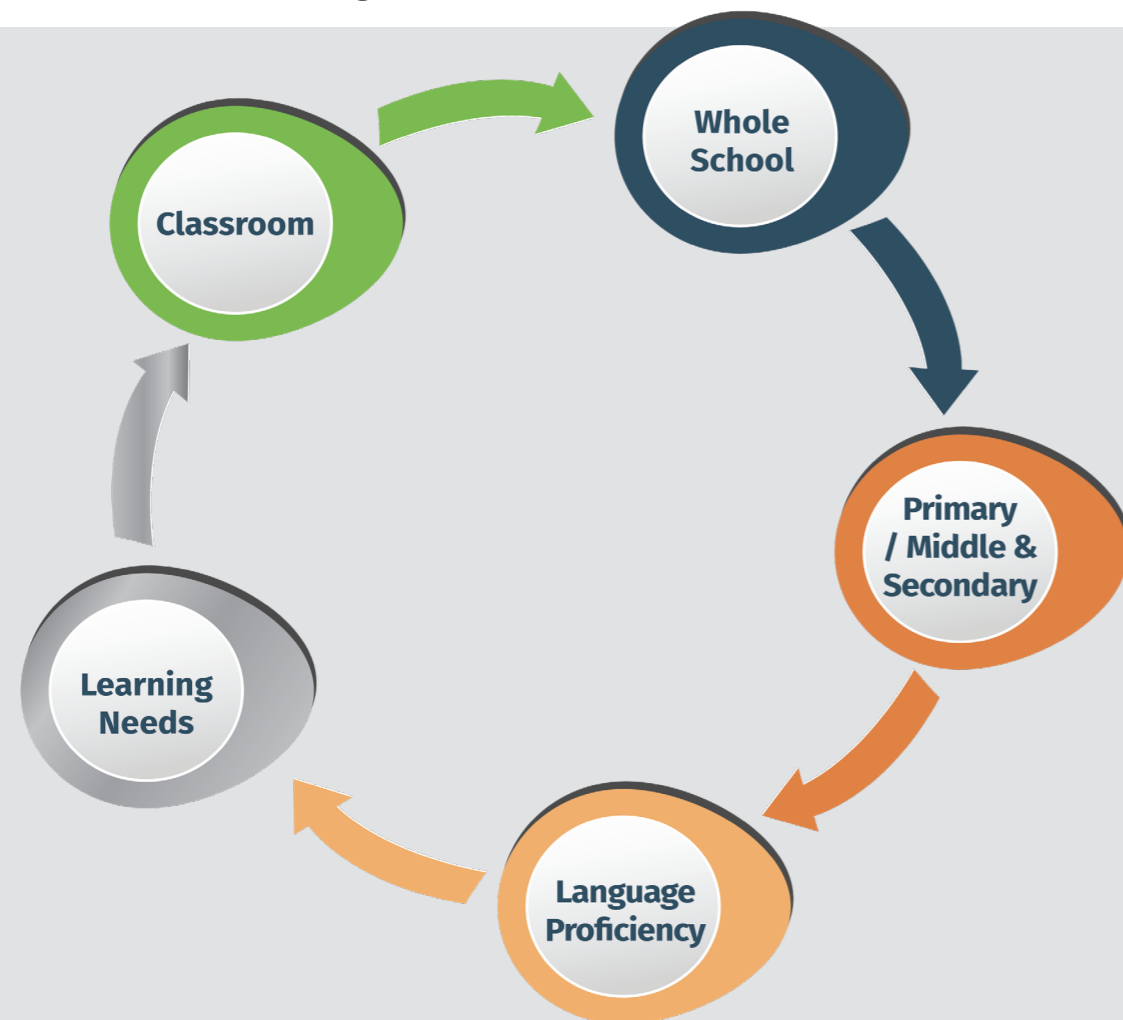 Whole
School
Classroom
Primary
/ Middle &
Secondary
Learning
Needs
Language
Proficiency